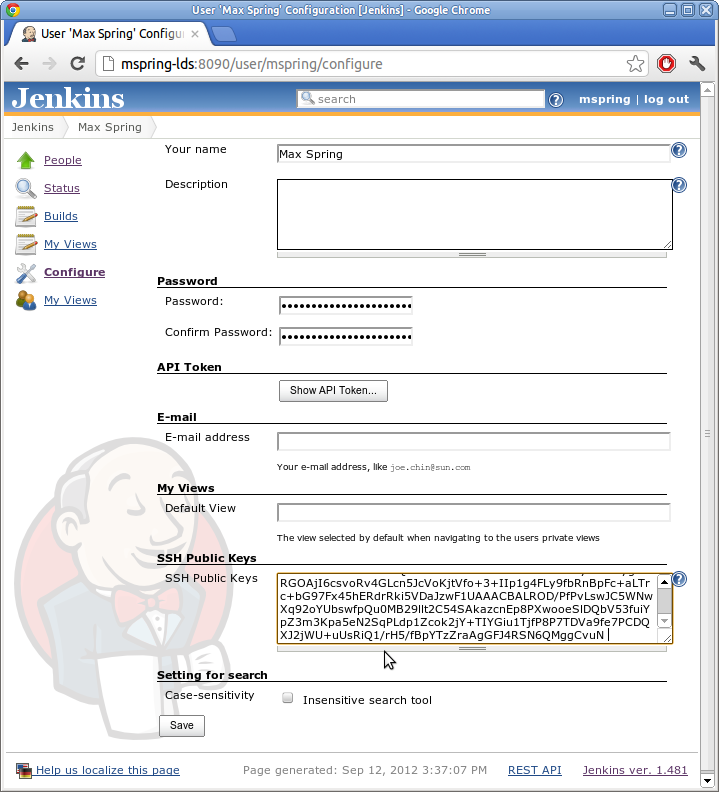 User 'Max Spring' Configuration [Jenkins] - Google Chrome
User 'Max Spring' Configu
mspring-lds:8090/user/mspring/configure
Jenkins
search
mspring | log out
Jenkins
Max Spring
People
Status
Builds
My Views
Configure
My Views
Your name
Max Spring
Description
Password
Password:
Confirm Password:
API Token
Show API Token...
E-mail
E-mail address
Your e-mail address, like joe.chin@sun.com
My Views
Default View
The view selected by default when navigating to the users private views
SSH Public Keys
SSH Public Keys
RGOAjI6csvoRv4GLcn5JcVoKjtVfo+3+IIp1g4FLy9fbRnBpFc+aLTr
c+bG97Fx45hERdrRki5VDaJzwF1UAAACBALROD/PfPvLswJC5WNw
Xq92oYUbswfpQu0MB29llt2C54SAkazcnEp8PXwooeSlDQbV53fuiY
pZ3m3Kpa5eN2SqPLdp1Zcok2jY+TIYGiu1TjfP8P7TDVa9fe7PCDQ
XJ2jWU+uUsRiQ1/rH5/fBpYTzZraAgGFJ4RSN6QMggCvuN
Setting for search
Case-sensitivity
Insensitive search tool
Save
Help us localize this page
Page generated: Sep 12, 2012 3:37:07 PM
REST API
Jenkins ver. 1.481